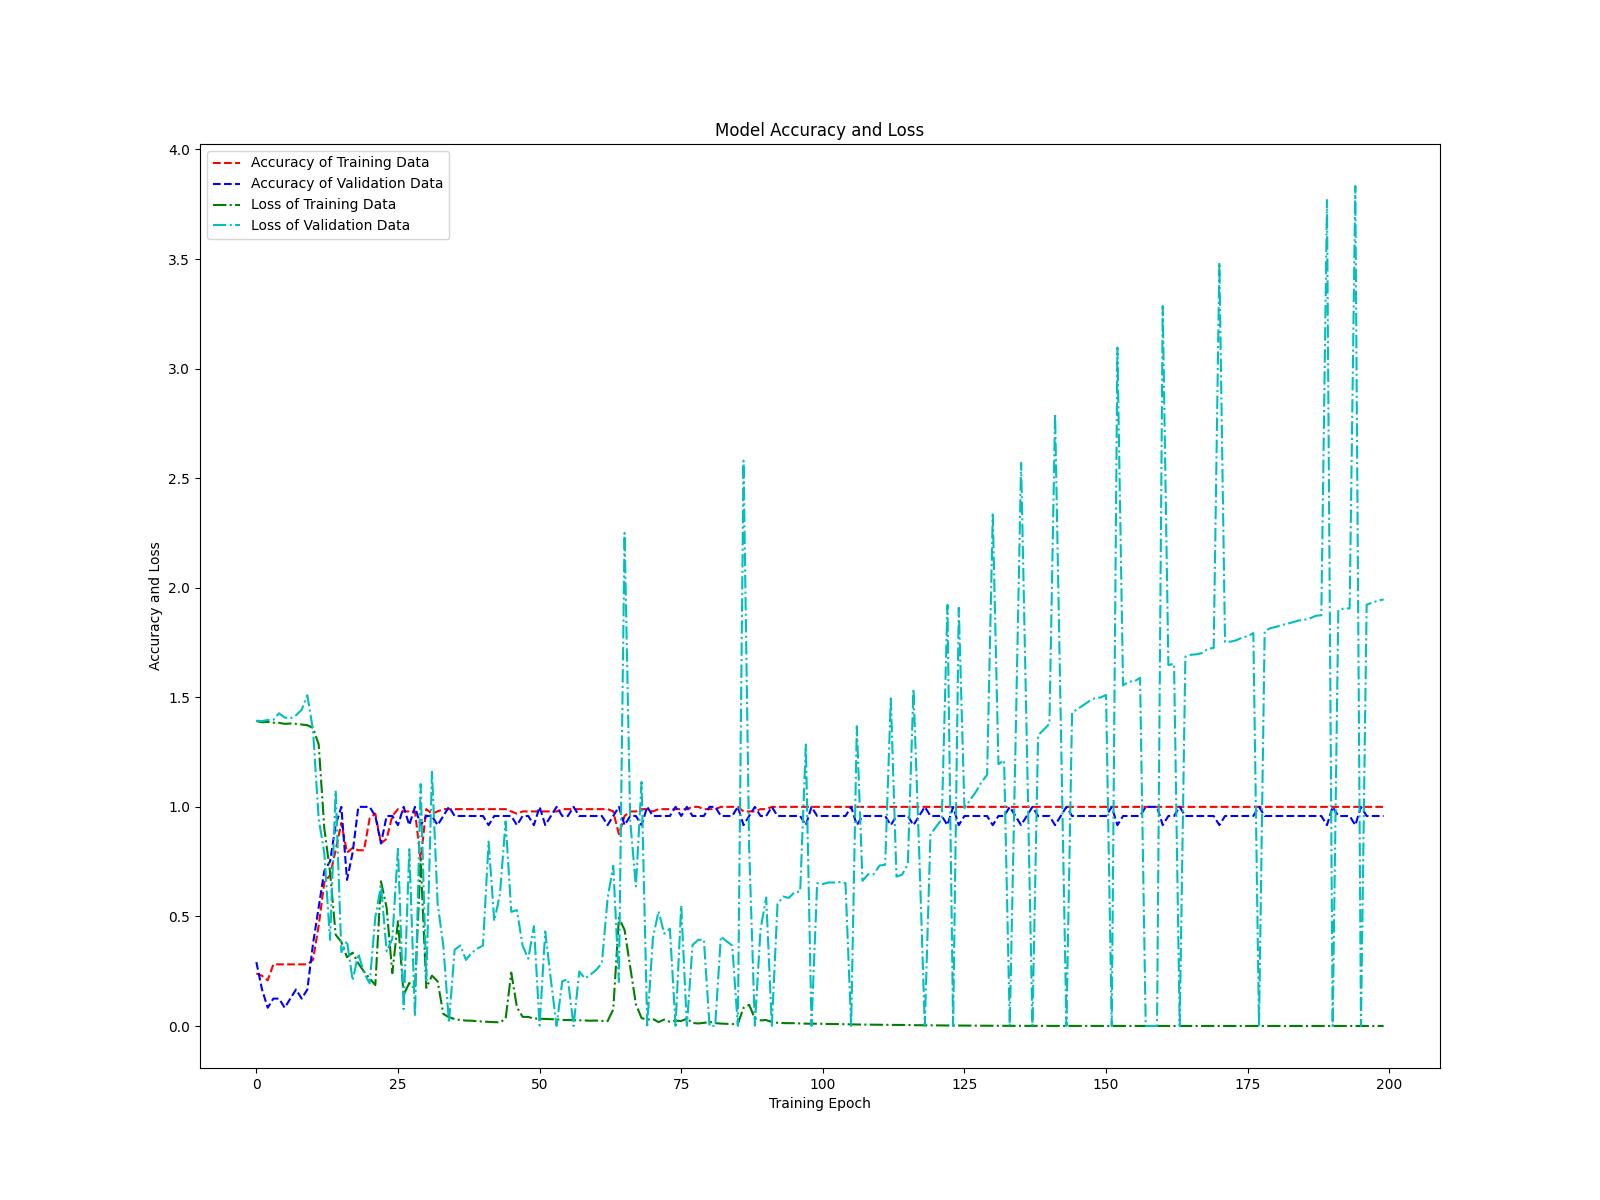 Model Accuracy and Loss
4.0
3.5
3.0
2.5
2.0
1.5
1.0
0.5
0.0
Accuracy and Loss
Accuracy of Training Data
Accuracy of Validation Data
Loss of Training Data
Loss of Validation Data
0 25 50 75 100 125 150 175 200
Training Epoch